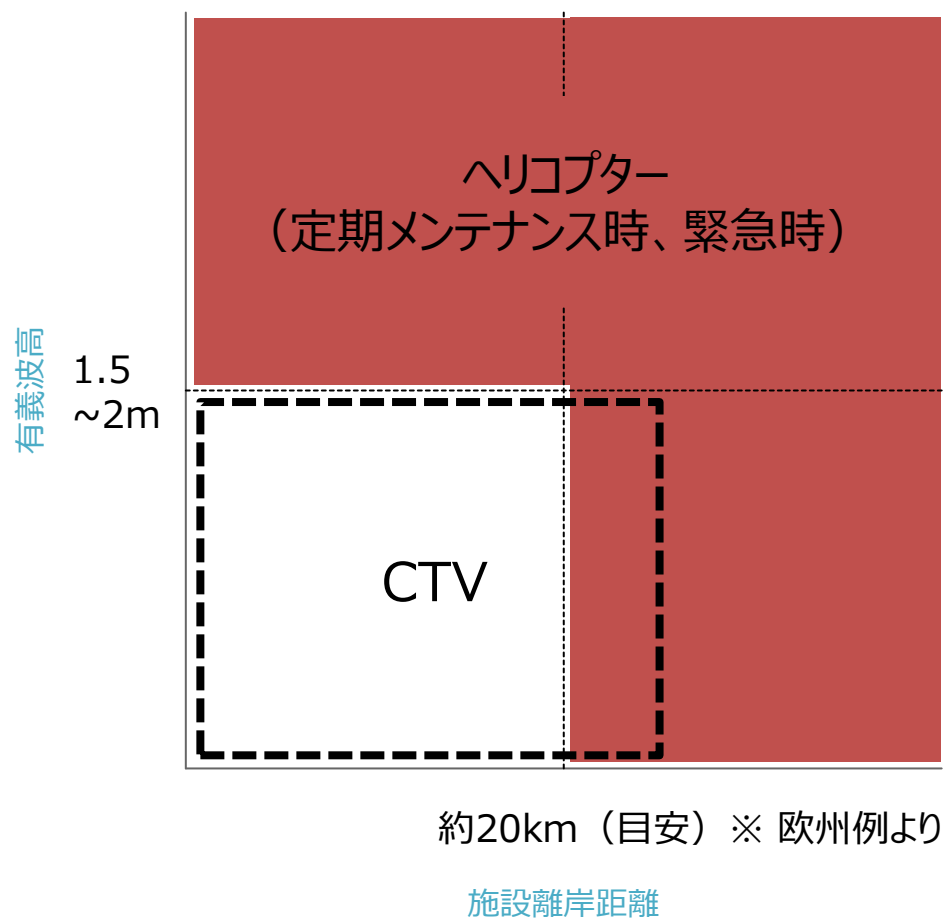 ヘリコプター
（定期メンテナンス時、緊急時）
有義波高
1.5
~2m
CTV
約20km（目安）※ 欧州例より
施設離岸距離